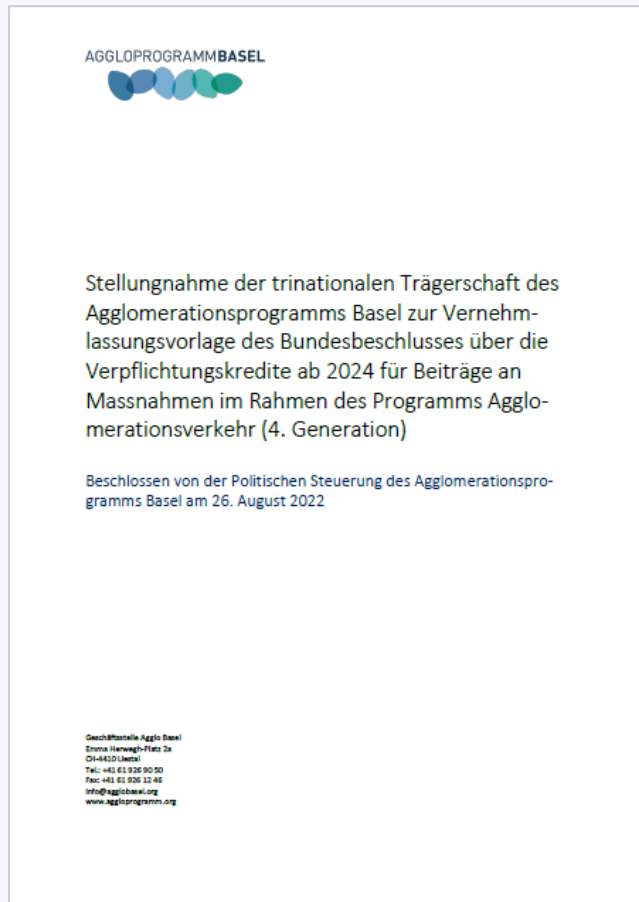 AGGLOPROGRAMMBASEL
Stellungnahme der trinationalen Trägerschaft des
Agglomerationsprogramms Basel zur Vernehm-
lassungsvorlage des Bundesbeschlusses über die
Verpflichtungskredite ab 2024 für Beiträge an
Massnahmen im Rahmen des Programms Agglo-
merationsverkehr (4. Generation)
Beschlossen von der Politischen Steuerung des Agglomerationspro-
gramms Basel am 26. August 2022
Geschäftsstelle Agglo Basel
Emma Herwegh-Platz 2a
CH-4410 Liestal
Tel.: +41 61 926 90 50
Fax: +41 61 926 12 46
info@agglobasel.org
www.aggloprogramm.org